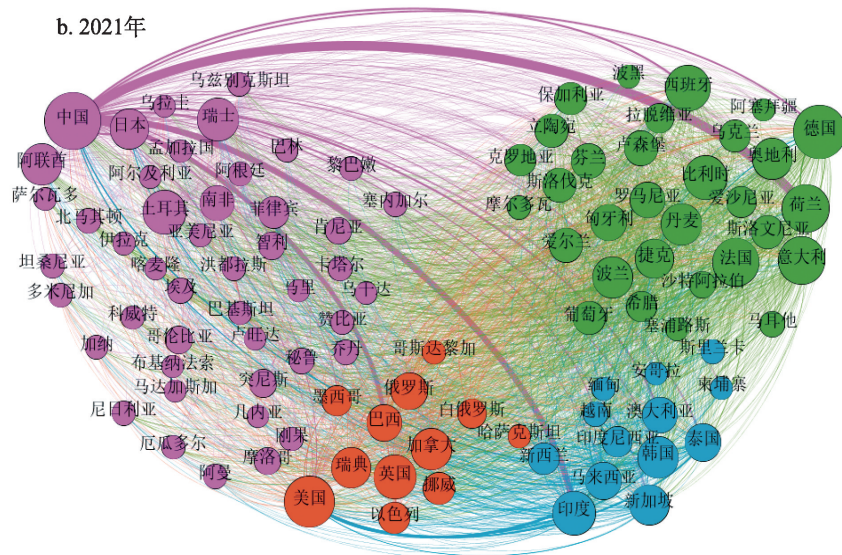 b. 2021年
乌兹别克斯坦
中国
乌拉圭
日本
瑞士
孟加拉国
巴林
阿联酋
阿尔及利亚
阿根廷
黎巴嫩
萨尔瓦多
土耳其
南非
菲律宾
塞内加尔
北马其顿
亚美尼亚
肯尼亚
伊拉克
智利
坦桑尼亚
喀麦隆
洪都拉斯
卡塔尔
多米尼加
埃及
马里
乌干达
科威特
巴基斯坦
赞比亚
加纳
哥伦比亚
卢旺达
乔丹
布基纳法索
秘鲁
马达加斯加
突尼斯
尼日利亚
几内亚
厄瓜多尔
刚果
摩洛哥
阿曼
波黑
西班牙
保加利亚
阿塞拜疆
拉脱维亚
立陶宛
乌克兰
德国
卢森堡
克罗地亚
芬兰
奥地利
斯洛伐克
比利时
摩尔多瓦
罗马尼亚
爱沙尼亚
荷兰
匈牙利
丹麦
斯洛文尼亚
爱尔兰
捷克
法国
意大利
波兰
沙特阿拉伯
希腊
葡萄牙
塞浦路斯
马耳他
哥斯达黎加
俄罗斯
墨西哥
巴西
白俄罗斯
加拿大
哈萨克斯坦
瑞典
英国
挪威
美国
以色列
斯里兰卡
安哥拉
缅甸
柬埔寨
越南
澳大利亚
印度尼西亚
泰国
新西兰
韩国
马来西亚
新加坡
印度